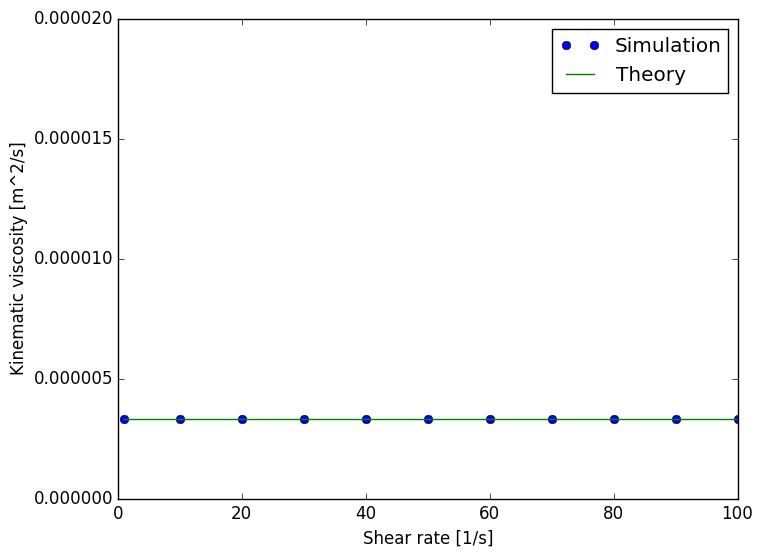 0.000020
Simulation
Theory
0.000015
0.000010
0.000005
0.000000
Kinematic viscosity [m^2/s]
0 20 40 60 80 100
Shear rate [1/s]